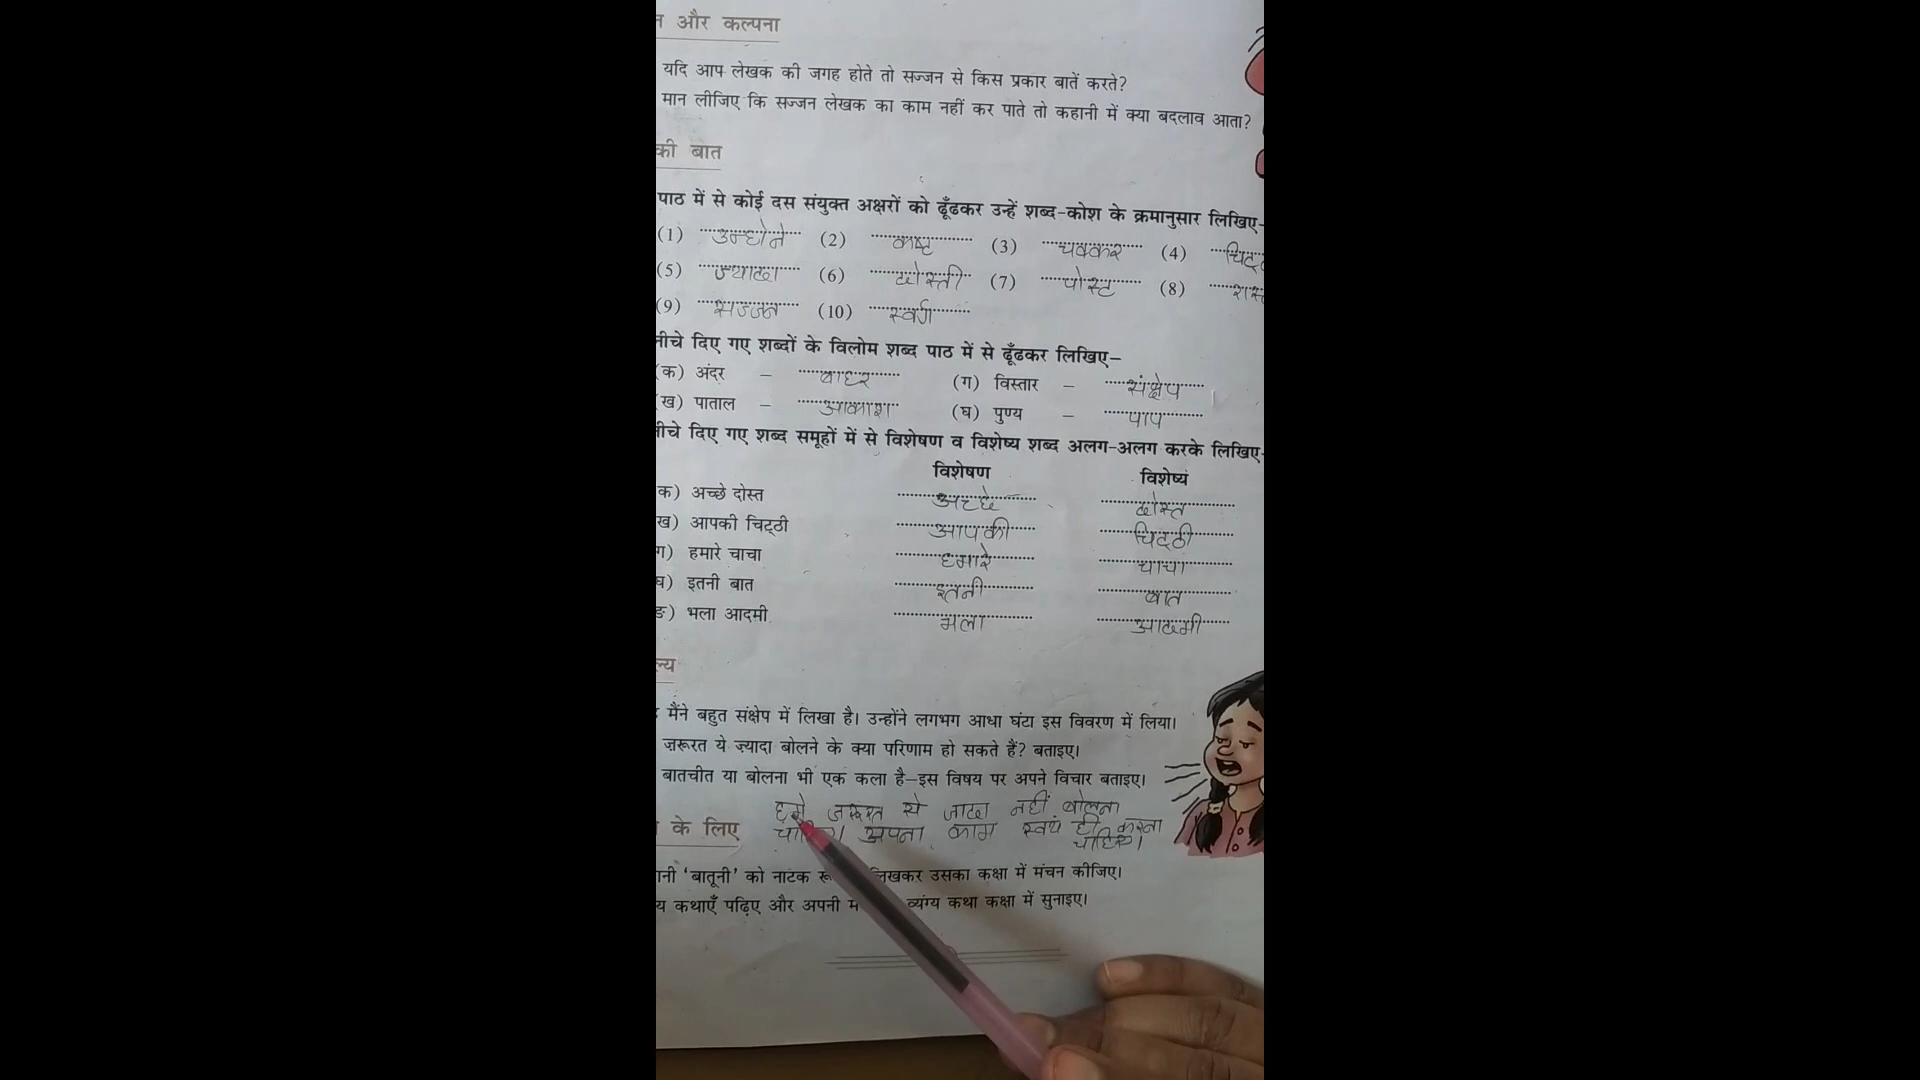 न और कल्पना
यदि आप लेखक की जगह होते तो सज्जन से किस प्रकार बातें करते?
मान लीजिए कि सज्जन लेखक का काम नहीं कर पाते तो कहानी में क्या बदलाव आता?
की बात
पाठ में से कोई दस संयुक्त अक्षरों को ढूँढकर उन्हें शब्द-कोश के क्रमानुसार लिखिए-
(1) उन्होंने (2) कष्ट (3) चक्कर (4) चिट्
(5) ज्यादा (6) दोस्ती (7) पोस्ट (8)
(9) सज्जन (10) स्वर्ग
नीचे दिए गए शब्दों के विलोम शब्द पाठ में से ढूँढकर लिखिए–
(क) अंदर – बाहर (ग) विस्तार – संक्षेप
(ख) पाताल – आकाश (घ) पुण्य – पाप
नीचे दिए गए शब्द समूहों में से विशेषण व विशेष्य शब्द अलग-अलग करके लिखिए-
विशेषण विशेष्य
क) अच्छे दोस्त अच्छे दोस्त
ख) आपकी चिट्ठी आपकी चिट्ठी
ग) हमारे चाचा हमारे चाचा
घ) इतनी बात इतनी बात
ङ) भला आदमी भला आदमी
ल्य
मैंने बहुत संक्षेप में लिखा है। उन्होंने लगभग आधा घंटा इस विवरण में लिया।
ज़रूरत ये ज़्यादा बोलने के क्या परिणाम हो सकते हैं? बताइए।
बातचीत या बोलना भी एक कला है–इस विषय पर अपने विचार बताइए।
जरूरत से जादा नहीं बोलना
अपना काम स्वयं ही करना
चाहिए।
के लिए
ानी 'बातूनी' को नाटक लिखकर उसका कक्षा में मंचन कीजिए।
य कथाएँ पढ़िए और अपनी व्यंग्य कथा कक्षा में सुनाइए।